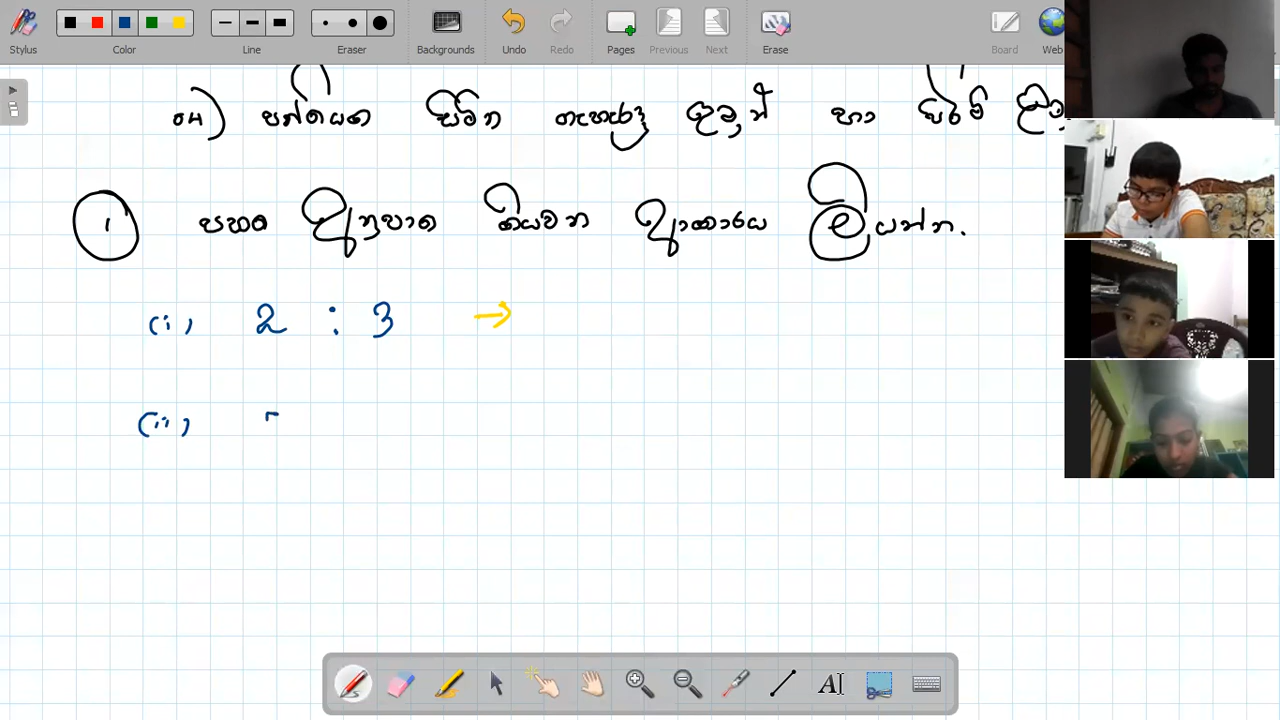 Stylus Color Line Eraser Backgrounds Undo Redo Pages Previous Next Erase Board Web
04) පන්තියක සිටින ගැහැණු ළමුන් හා පිරිමි
1 පහත අනුපාත කියවන ආකාරය ලියන්න.
(i) 2 : 3 →
(ii)